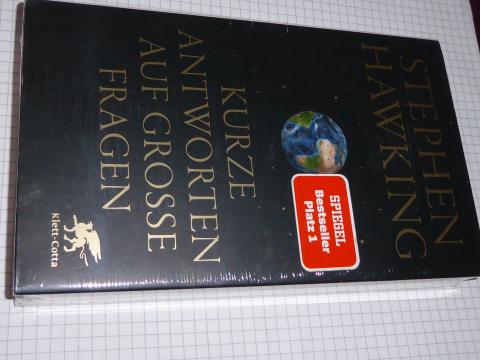 STEPHEN
HAWKING
SPIEGEL
Bestseller
Platz 1
KURZE
ANTWORTEN
AUF GROSSE
FRAGEN
Klett-Cotta